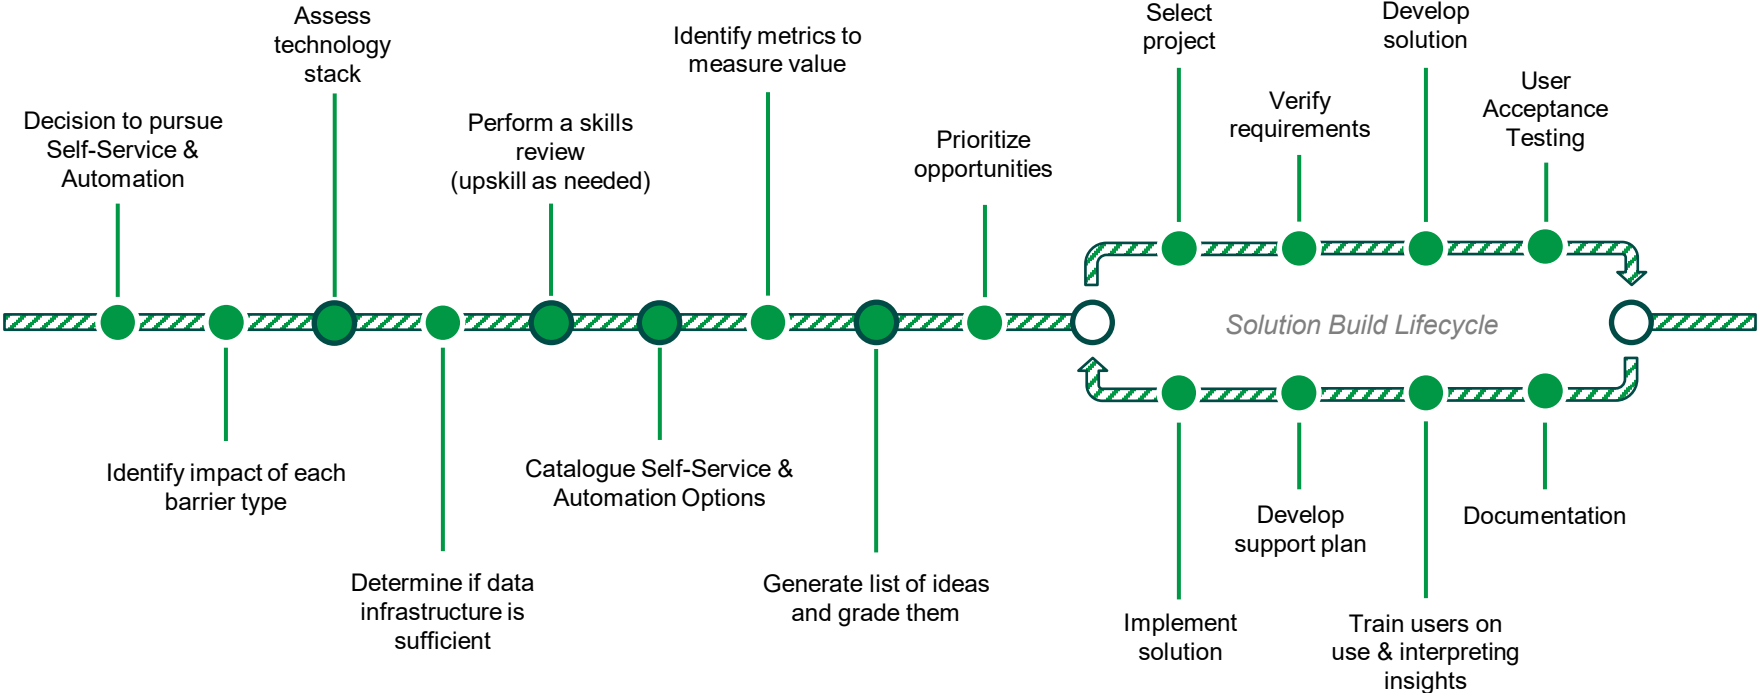 Decision to pursue
Self-Service &
Automation
Identify impact of each
barrier type
Assess
technology
stack
Determine if data
infrastructure is
sufficient
Perform a skills
review
(upskill as needed)
Catalogue Self-Service &
Automation Options
Identify metrics to
measure value
Generate list of ideas
and grade them
Prioritize
opportunities
Solution Build Lifecycle
Select
project
Verify
requirements
Develop
solution
User
Acceptance
Testing
Documentation
Train users on
use & interpreting
insights
Develop
support plan
Implement
solution